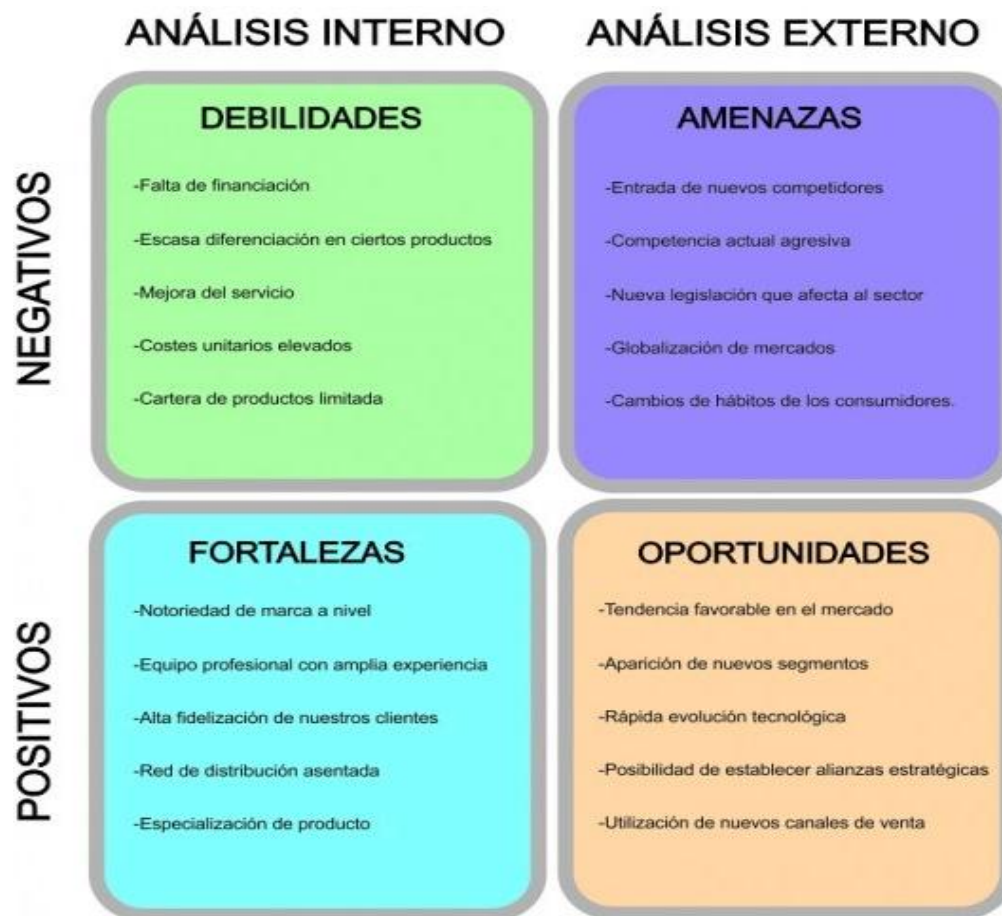 ANÁLISIS INTERNO
ANÁLISIS EXTERNO
NEGATIVOS
DEBILIDADES
-Falta de financiación
-Escasa diferenciación en ciertos productos
-Mejora del servicio
-Costes unitarios elevados
-Cartera de productos limitada
AMENAZAS
-Entrada de nuevos competidores
-Competencia actual agresiva
-Nueva legislación que afecta al sector
-Globalización de mercados
-Cambios de hábitos de los consumidores.
POSITIVOS
FORTALEZAS
-Notoriedad de marca a nivel
-Equipo profesional con amplia experiencia
-Alta fidelización de nuestros clientes
-Red de distribución asentada
-Especialización de producto
OPORTUNIDADES
-Tendencia favorable en el mercado
-Aparición de nuevos segmentos
-Rápida evolución tecnológica
-Posibilidad de establecer alianzas estratégicas
-Utilización de nuevos canales de venta